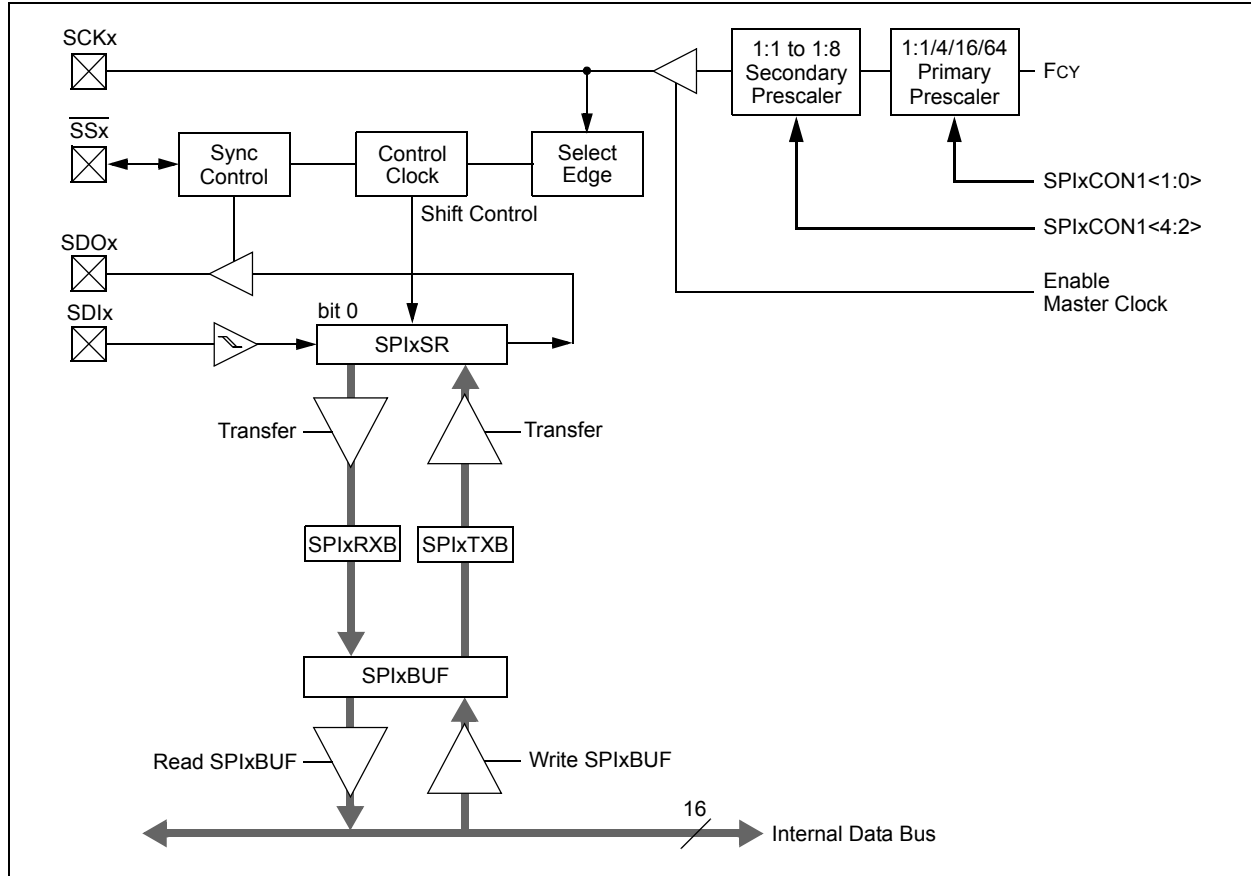 SCKx
1:1 to 1:8
Secondary
Prescaler
1:1/4/16/64
Primary
Prescaler
FCY
SSx
Sync
Control
Control
Clock
Select
Edge
SPIxCON1<1:0>
Shift Control
SPIxCON1<4:2>
SDOx
Enable
Master Clock
SDIx
bit 0
SPIxSR
Transfer
Transfer
SPIxRXB
SPIxTXB
SPIxBUF
Read SPIxBUF
Write SPIxBUF
16
Internal Data Bus